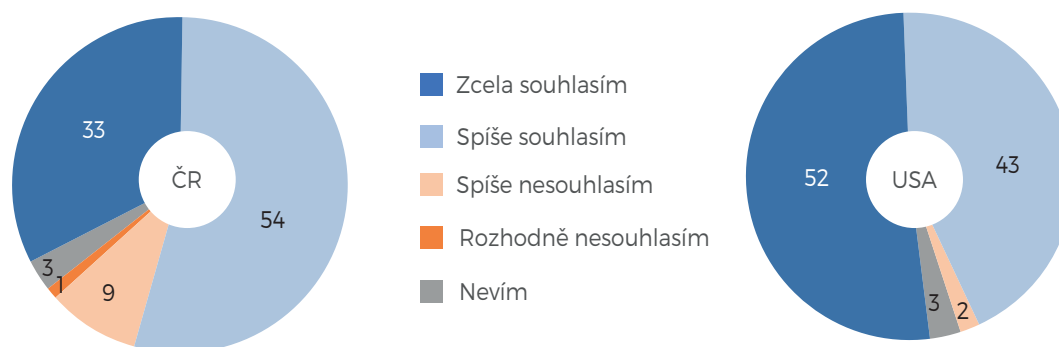 33
ČR
54
3
1
9
Zcela souhlasím
Spíše souhlasím
Spíše nesouhlasím
Rozhodně nesouhlasím
Nevím
52
USA
43
3
2